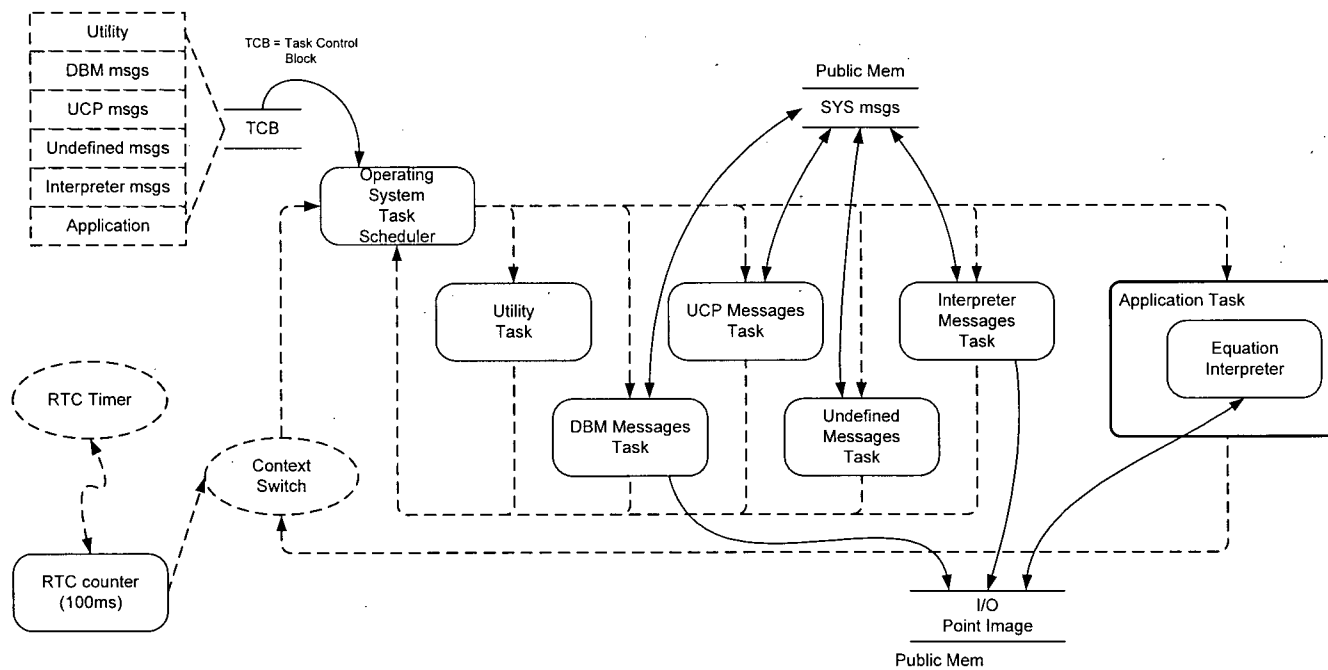 Utility
DBM msgs
UCP msgs
Undefined msgs
Interpreter msgs
Application
TCB = Task Control
Block
TCB
Public Mem
SYS msgs
Operating
System
Task
Scheduler
Utility
Task
UCP Messages
Task
Interpreter
Messages
Task
Application Task
Equation
Interpreter
DBM Messages
Task
Undefined
Messages
Task
RTC Timer
Context
Switch
RTC counter
(100ms)
I/O
Point Image
Public Mem